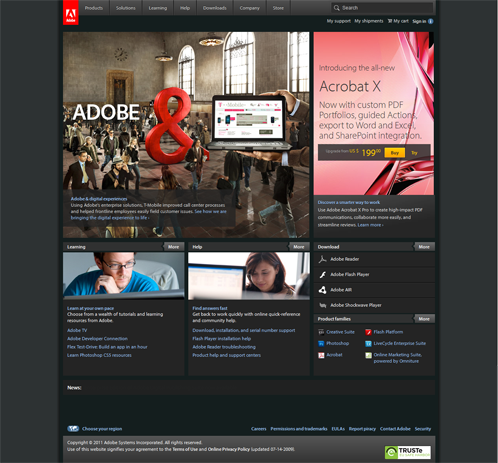 Adobe
Products Solutions Learning Help Downloads Company Store Search
My support My shipments My cart Sign in
ADOBE &
T··Mobile·
Introducing the all-new
Acrobat X
Now with custom PDF
Portfolios, guided Actions,
export to Word and Excel,
and SharePoint integration.
Upgrade from US $ 199⁰⁰ Buy Try
Adobe & digital experiences
Using Adobe's enterprise solutions, T-Mobile improved call center processes
and helped frontline employees easily field customer issues. See how we are
bringing the digital experience to life ›
Discover a smarter way to work
Use Adobe Acrobat X Pro to create high-impact PDF
communications, collaborate more easily, and
streamline reviews. Learn more ›
Learning More
Learn at your own pace
Choose from a wealth of tutorials and learning
resources from Adobe.
Adobe TV
Adobe Developer Connection
Flex Test-Drive: Build an app in an hour
Learn Photoshop CS5 resources
Help More
Find answers fast
Get back to work quickly with online quick-reference
and community help.
Download, installation, and serial number support
Flash Player installation help
Adobe Reader troubleshooting
Product help and support centers
Download More
Adobe Reader
Adobe Flash Player
Adobe AIR
Adobe Shockwave Player
Product families More
Creative Suite Flash Platform
Photoshop LiveCycle Enterprise Suite
Acrobat Online Marketing Suite,
powered by Omniture
News:
Choose your region Careers Permissions and trademarks EULAs Report piracy Contact Adobe Security
Copyright © 2011 Adobe Systems Incorporated. All rights reserved.
Use of this website signifies your agreement to the Terms of Use and Online Privacy Policy (updated 07-14-2009).
TRUSTe